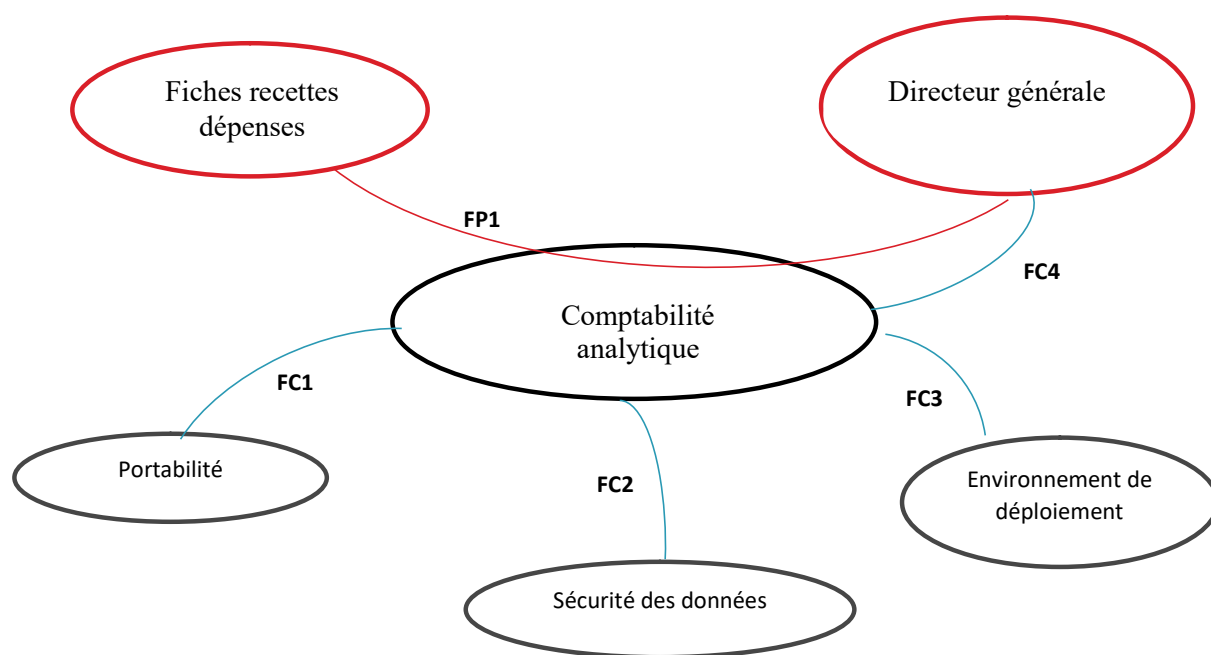 Fiches recettes
dépenses
Directeur générale
FP1
FC4
Comptabilité
analytique
FC1
FC3
Portabilité
FC2
Environnement de
déploiement
Sécurité des données